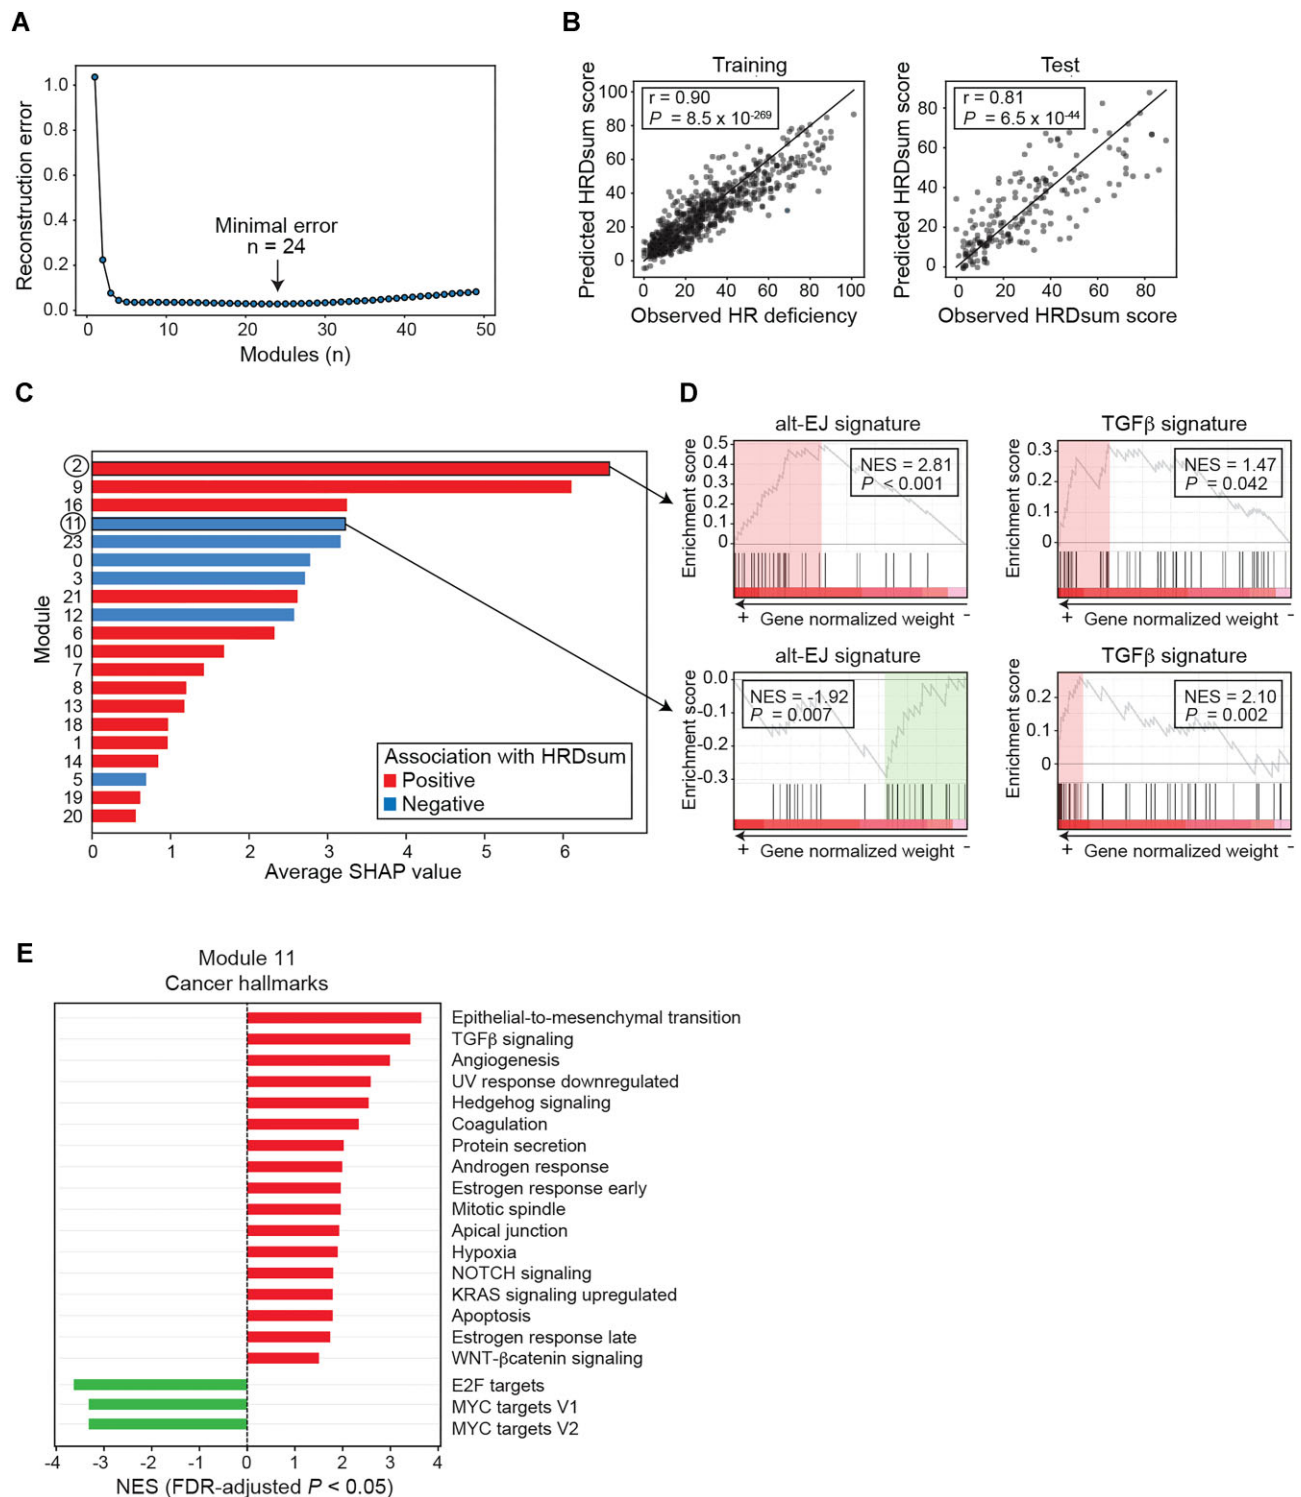 A
Reconstruction error
1.0
0.8
0.6
0.4
0.2
0.0
Minimal error
n = 24
0 10 20 30 40 50
Modules (n)
B
Training
Predicted HRDsum score
100
80
60
40
20
0
r = 0.90
P = 8.5 x 10-269
0 20 40 60 80 100
Observed HR deficiency
Test
Predicted HRDsum score
80
60
40
20
0
r = 0.81
P = 6.5 x 10-44
0 20 40 60 80
Observed HRDsum score
C
Module
2
9
16
11
23
0
3
21
12
6
10
7
8
13
18
1
14
5
19
20
Association with HRDsum
Positive
Negative
0 1 2 3 4 5 6
Average SHAP value
D
alt-EJ signature
Enrichment score
0.5
0.4
0.3
0.2
0.1
0
NES = 2.81
P < 0.001
+ Gene normalized weight -
TGFβ signature
Enrichment score
0.3
0.2
0.1
0
NES = 1.47
P = 0.042
+ Gene normalized weight -
alt-EJ signature
Enrichment score
0.0
-0.1
-0.2
-0.3
NES = -1.92
P = 0.007
+ Gene normalized weight -
TGFβ signature
Enrichment score
0.2
0.1
0
NES = 2.10
P = 0.002
+ Gene normalized weight -
E
Module 11
Cancer hallmarks
Epithelial-to-mesenchymal transition
TGFβ signaling
Angiogenesis
UV response downregulated
Hedgehog signaling
Coagulation
Protein secretion
Androgen response
Estrogen response early
Mitotic spindle
Apical junction
Hypoxia
NOTCH signaling
KRAS signaling upregulated
Apoptosis
Estrogen response late
WNT-βcatenin signaling
E2F targets
MYC targets V1
MYC targets V2
-4 -3 -2 -1 0 1 2 3 4
NES (FDR-adjusted P < 0.05)